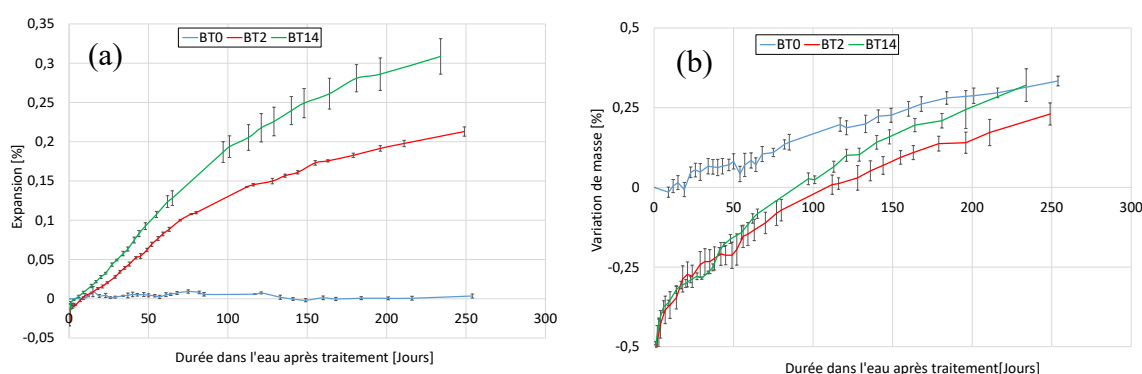 (a)
BT0 BT2 BT14
Expansion [%]
0,35
0,3
0,25
0,2
0,15
0,1
0,05
0
-0,05
0 50 100 150 200 250 300
Durée dans l'eau après traitement [Jours]
(b)
BT0 BT2 BT14
Variation de masse [%]
0,5
0,25
0
-0,25
-0,5
0 50 100 150 200 250 300
Durée dans l'eau après traitement[Jours]